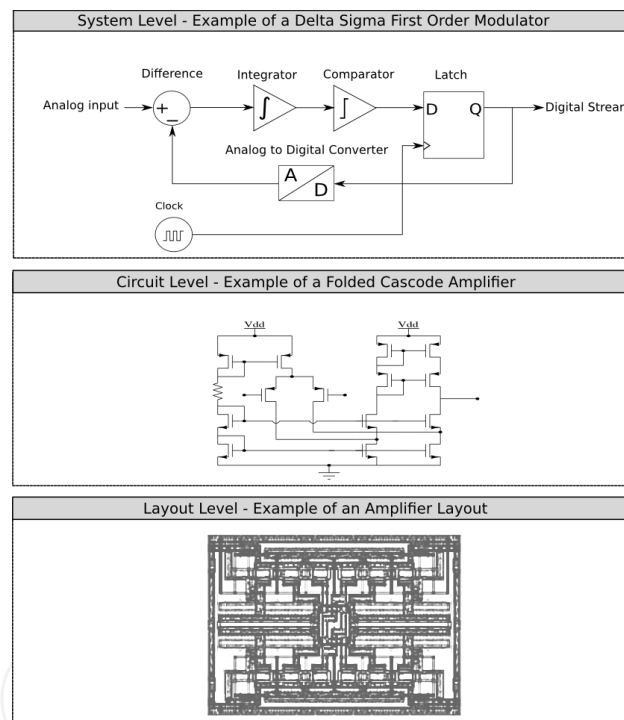 System Level - Example of a Delta Sigma First Order Modulator
Difference
Integrator
Comparator
Latch
Analog input
+
−
∫
D
Q
Digital Stream
Analog to Digital Converter
A
D
Clock
Circuit Level - Example of a Folded Cascode Amplifier
Vdd
Vdd
Layout Level - Example of an Amplifier Layout